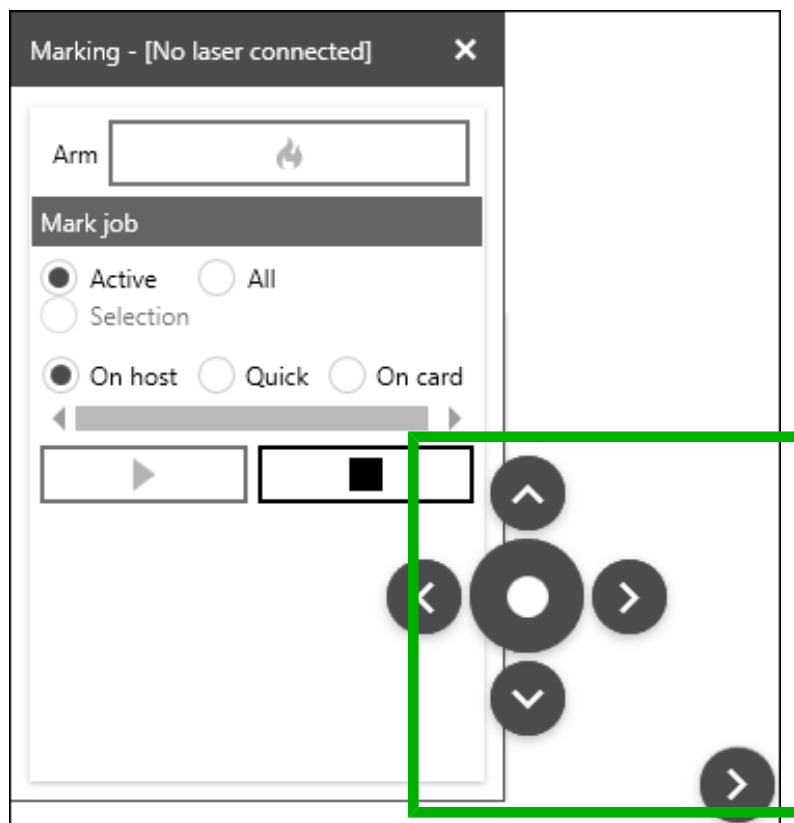 Marking - [No laser connected]
Arm
Mark job
Active All
Selection
On host Quick On card